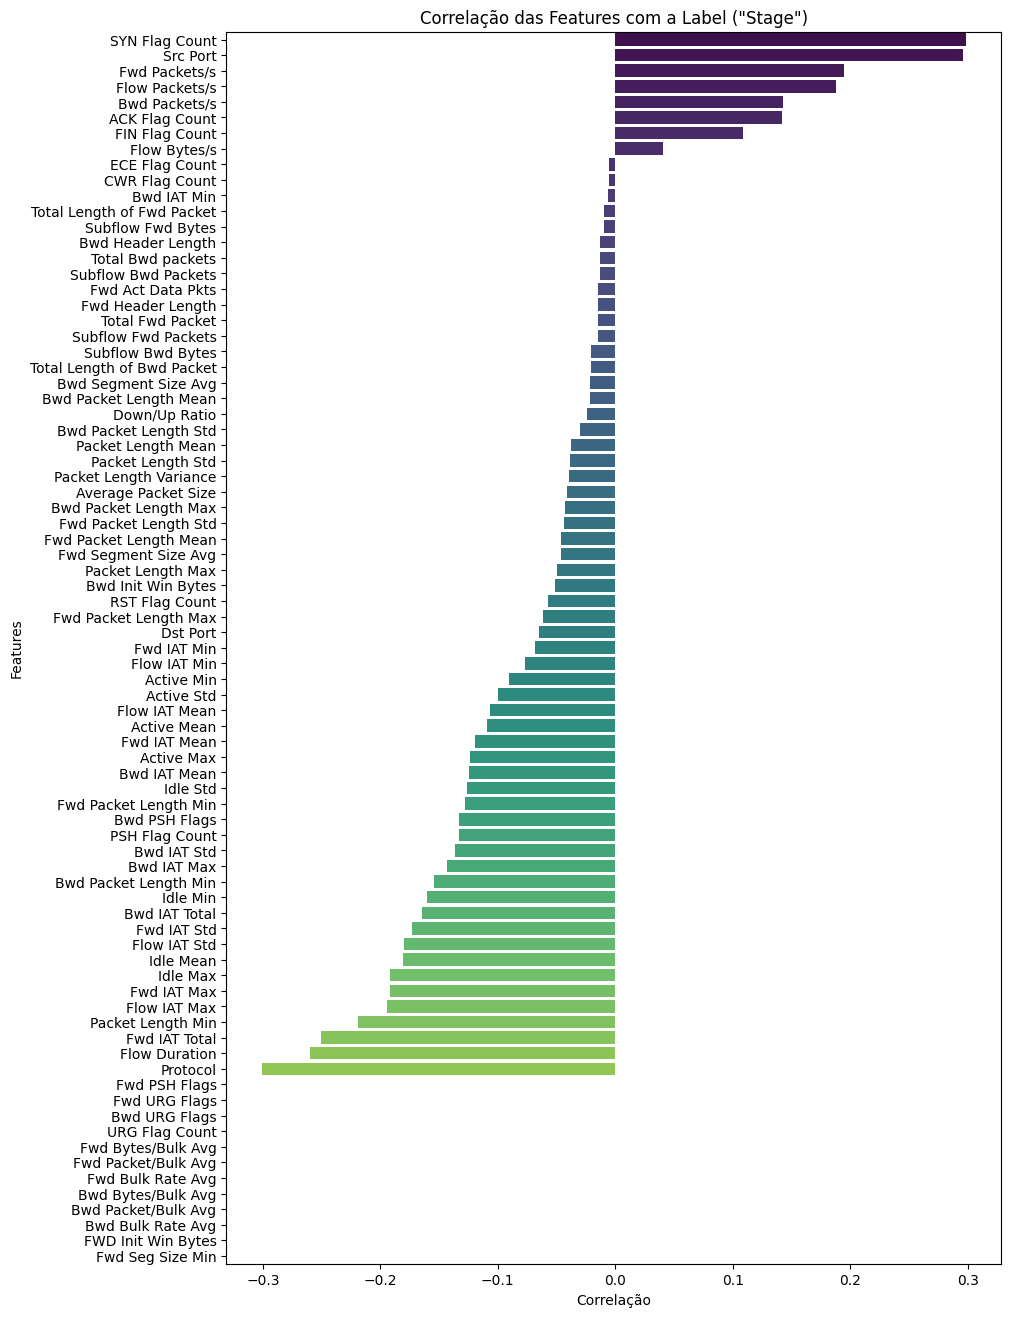 Correlação das Features com a Label ("Stage")
SYN Flag Count
Src Port
Fwd Packets/s
Flow Packets/s
Bwd Packets/s
ACK Flag Count
FIN Flag Count
Flow Bytes/s
ECE Flag Count
CWR Flag Count
Bwd IAT Min
Total Length of Fwd Packet
Subflow Fwd Bytes
Bwd Header Length
Total Bwd packets
Subflow Bwd Packets
Fwd Act Data Pkts
Fwd Header Length
Total Fwd Packet
Subflow Fwd Packets
Subflow Bwd Bytes
Total Length of Bwd Packet
Bwd Segment Size Avg
Bwd Packet Length Mean
Down/Up Ratio
Bwd Packet Length Std
Packet Length Mean
Packet Length Std
Packet Length Variance
Average Packet Size
Bwd Packet Length Max
Fwd Packet Length Std
Fwd Packet Length Mean
Fwd Segment Size Avg
Packet Length Max
Bwd Init Win Bytes
RST Flag Count
Fwd Packet Length Max
Dst Port
Fwd IAT Min
Flow IAT Min
Active Min
Active Std
Flow IAT Mean
Active Mean
Fwd IAT Mean
Active Max
Bwd IAT Mean
Idle Std
Fwd Packet Length Min
Bwd PSH Flags
PSH Flag Count
Bwd IAT Std
Bwd IAT Max
Bwd Packet Length Min
Idle Min
Bwd IAT Total
Fwd IAT Std
Flow IAT Std
Idle Mean
Idle Max
Fwd IAT Max
Flow IAT Max
Packet Length Min
Fwd IAT Total
Flow Duration
Protocol
Fwd PSH Flags
Fwd URG Flags
Bwd URG Flags
URG Flag Count
Fwd Bytes/Bulk Avg
Fwd Packet/Bulk Avg
Fwd Bulk Rate Avg
Bwd Bytes/Bulk Avg
Bwd Packet/Bulk Avg
Bwd Bulk Rate Avg
FWD Init Win Bytes
Fwd Seg Size Min
Features
−0.3 −0.2 −0.1 0.0 0.1 0.2 0.3
Correlação